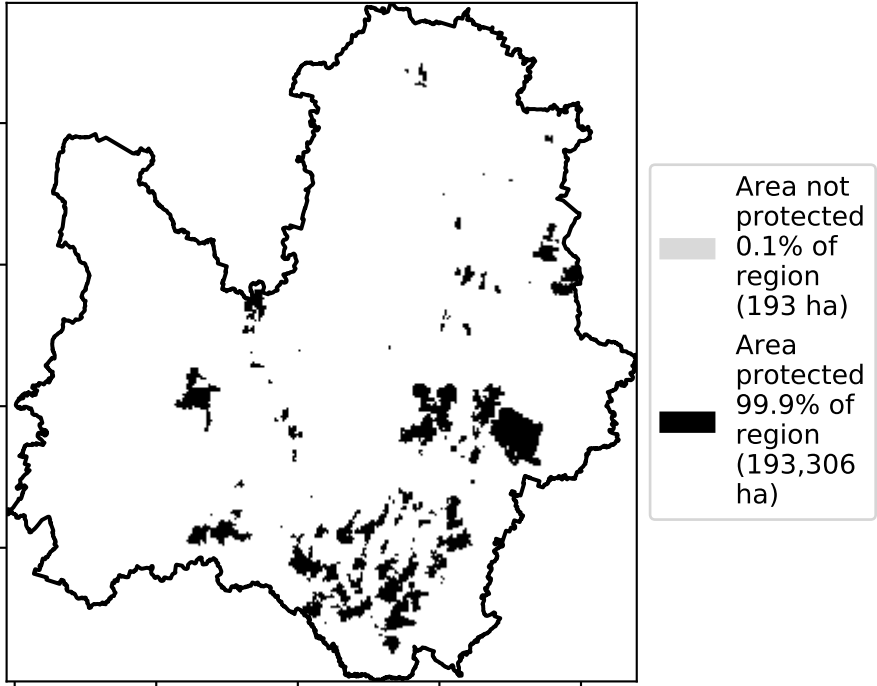 Area not
protected
0.1% of
region
(193 ha)
Area
protected
99.9% of
region
(193,306
ha)